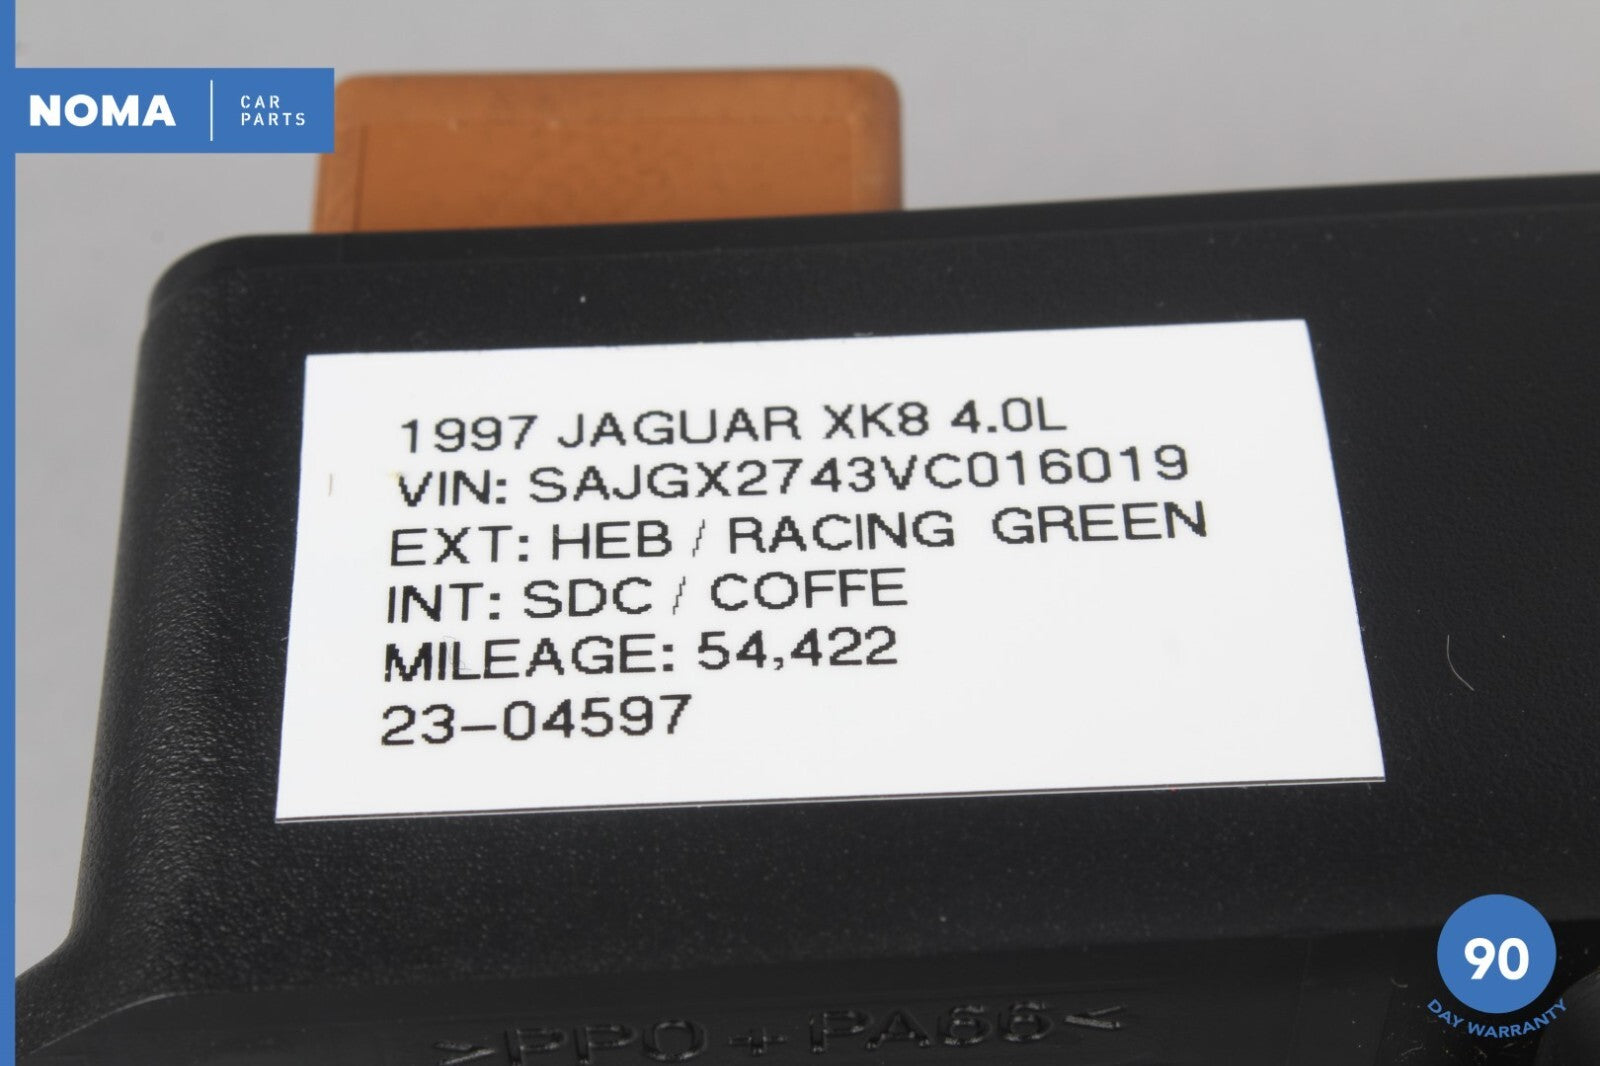 NOMA
CAR
PARTS
1997 JAGUAR XK8 4.0L
VIN: SAJGX2743VC016019
EXT: HEB / RACING GREEN
INT: SDC / COFFE
MILEAGE: 54,422
23-04597
>PPO+PA66<
90
DAY WARRANTY